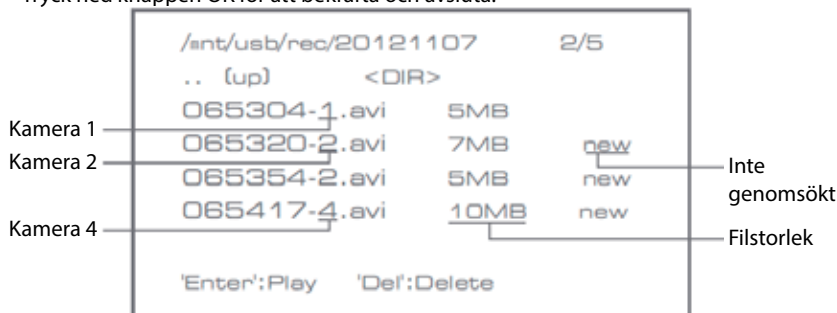 Tryck ned knappen OK för att bekräfta och avsluta.
/mnt/usb/rec/20121107 2/5
.. (up) <DIR>
065304-1.avi 5MB
Kamera 1
065320-2.avi 7MB new
Kamera 2
Inte
genomsökt
065354-2.avi 5MB new
065417-4.avi 10MB new
Kamera 4
Filstorlek
'Enter':Play 'Del':Delete